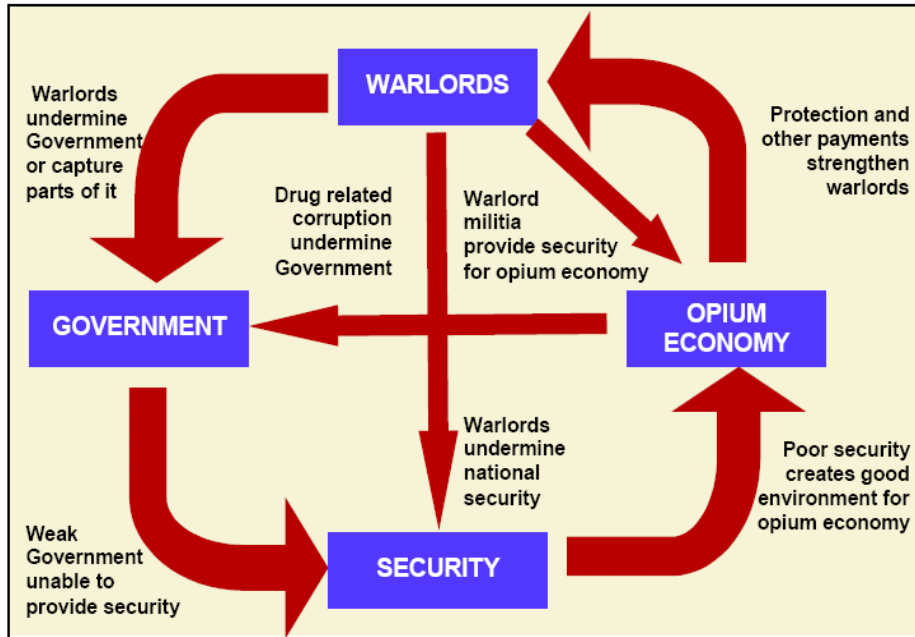 WARLORDS
Warlords
undermine
Government
or capture
parts of it
Protection and
other payments
strengthen
warlords
Drug related
corruption
undermine
Government
Warlord
militia
provide security
for opium economy
GOVERNMENT
OPIUM
ECONOMY
Warlords
undermine
national
security
Poor security
creates good
environment for
opium economy
Weak
Government
unable to
provide security
SECURITY